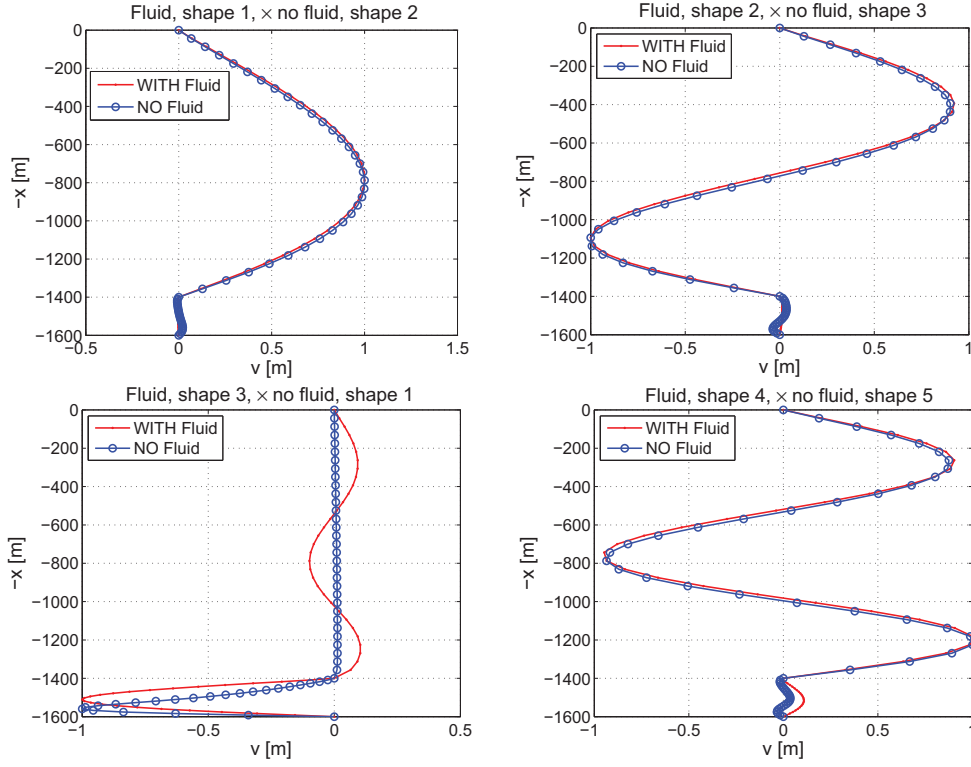 Fluid, shape 1, × no fluid, shape 2
0
−200
−400
−600
−800
−1000
−1200
−1400
−1600
−x [m]
WITH Fluid
NO Fluid
−0.5
0
0.5
1
1.5
v [m]
Fluid, shape 2, × no fluid, shape 3
0
−200
−400
−600
−800
−1000
−1200
−1400
−1600
−x [m]
WITH Fluid
NO Fluid
−1
−0.5
0
0.5
1
v [m]
Fluid, shape 3, × no fluid, shape 1
0
−200
−400
−600
−800
−1000
−1200
−1400
−1600
−x [m]
WITH Fluid
NO Fluid
−1
−0.5
0
0.5
v [m]
Fluid, shape 4, × no fluid, shape 5
0
−200
−400
−600
−800
−1000
−1200
−1400
−1600
−x [m]
WITH Fluid
NO Fluid
−1
−0.5
0
0.5
1
v [m]